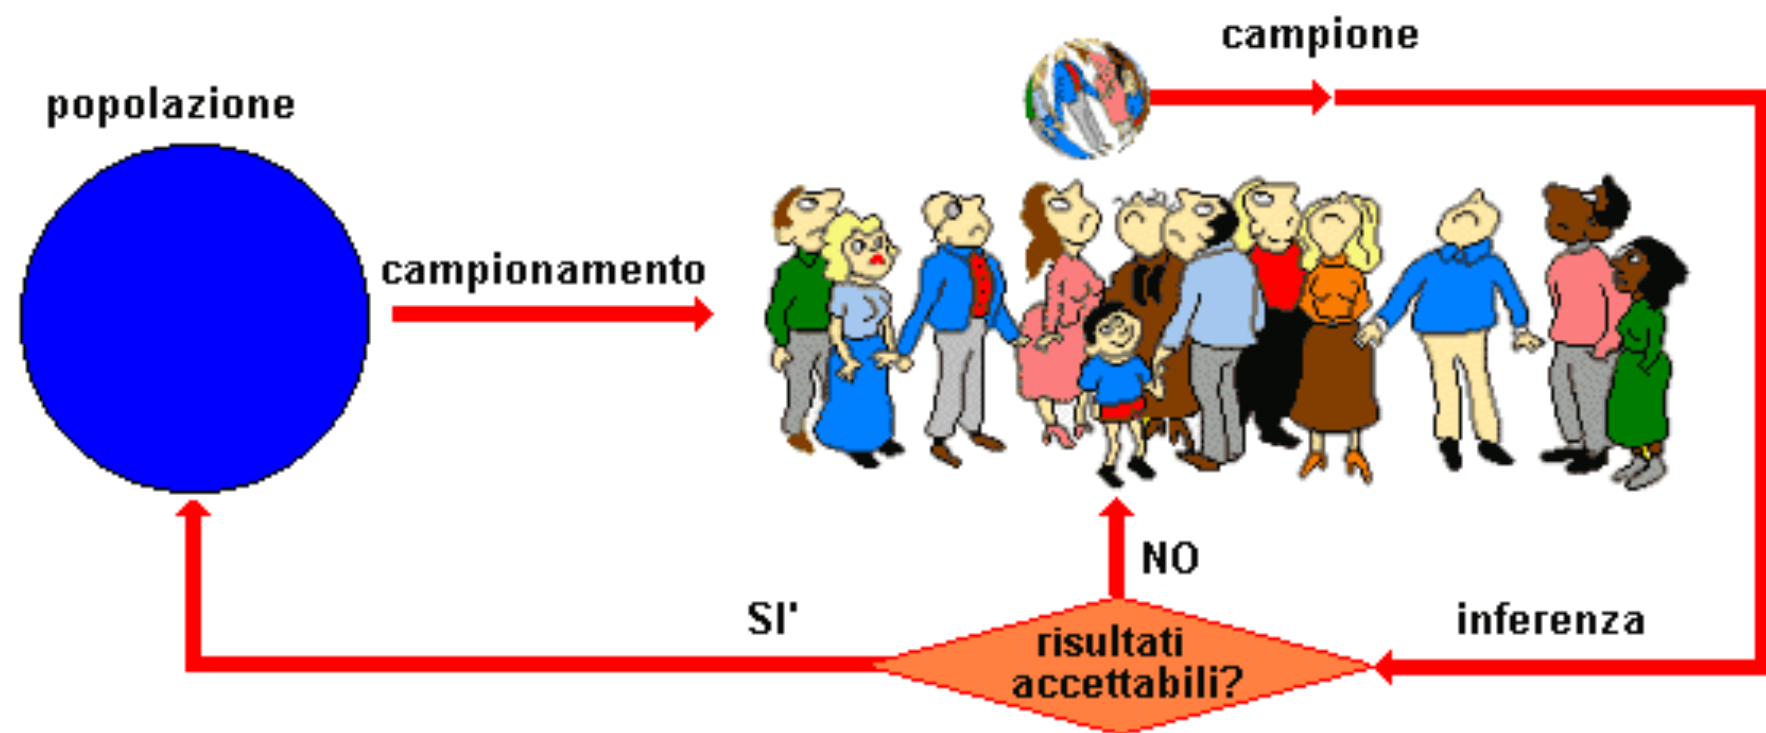 campione
popolazione
campionamento
NO
SI'
inferenza
risultati
accettabili?